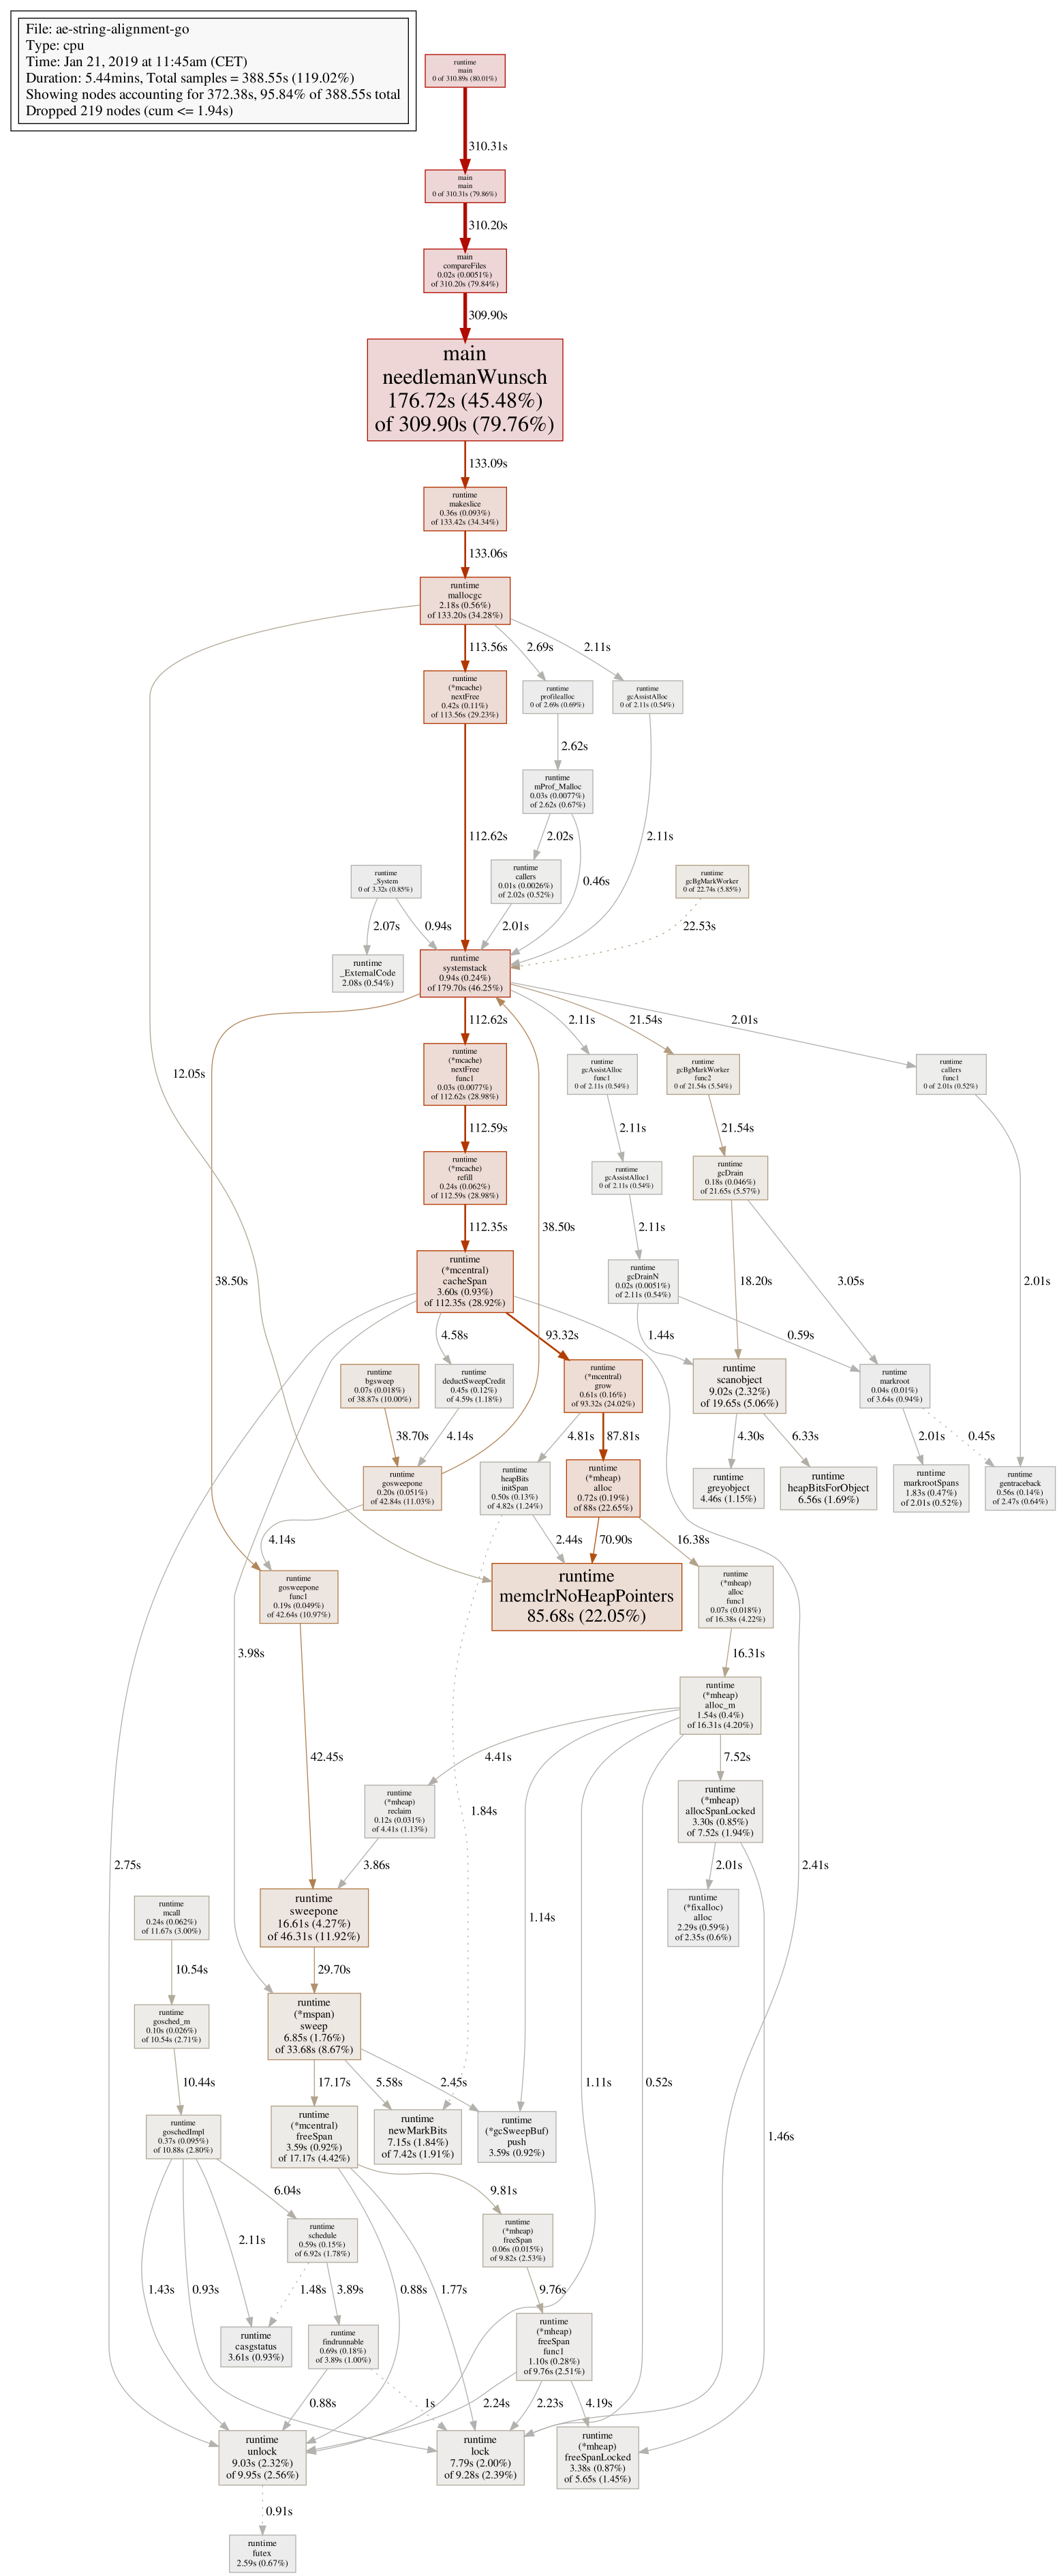 File: ae-string-alignment-go
Type: cpu
Time: Jan 21, 2019 at 11:45am (CET)
Duration: 5.44mins, Total samples = 388.55s (119.02%)
Showing nodes accounting for 372.38s, 95.84% of 388.55s total
Dropped 219 nodes (cum <= 1.94s)
runtime
main
0 of 310.89s (80.01%)
310.31s
main
main
0 of 310.31s (79.86%)
310.20s
main
compareFiles
0.02s (0.0051%)
of 310.20s (79.84%)
309.90s
main
needlemanWunsch
176.72s (45.48%)
of 309.90s (79.76%)
133.09s
runtime
makeslice
0.36s (0.093%)
of 133.42s (34.34%)
133.06s
runtime
mallocgc
2.18s (0.56%)
of 133.20s (34.28%)
113.56s
2.69s
2.11s
runtime
(*mcache)
nextFree
0.42s (0.11%)
of 113.56s (29.23%)
runtime
profilealloc
0 of 2.69s (0.69%)
runtime
gcAssistAlloc
0 of 2.11s (0.54%)
2.62s
runtime
mProf_Malloc
0.03s (0.0077%)
of 2.62s (0.67%)
112.62s
2.02s
2.11s
runtime
_System
0 of 3.32s (0.85%)
runtime
callers
0.01s (0.0026%)
of 2.02s (0.52%)
0.46s
runtime
gcBgMarkWorker
0 of 22.74s (5.85%)
2.07s
0.94s
2.01s
22.53s
runtime
_ExternalCode
2.08s (0.54%)
runtime
systemstack
0.94s (0.24%)
of 179.70s (46.25%)
112.62s
2.11s
21.54s
2.01s
12.05s
runtime
(*mcache)
nextFree
func1
0.03s (0.0077%)
of 112.62s (28.98%)
runtime
gcAssistAlloc
func1
0 of 2.11s (0.54%)
runtime
gcBgMarkWorker
func2
0 of 21.54s (5.54%)
runtime
callers
func1
0 of 2.01s (0.52%)
112.59s
2.11s
21.54s
runtime
(*mcache)
refill
0.24s (0.062%)
of 112.59s (28.98%)
runtime
gcAssistAlloc1
0 of 2.11s (0.54%)
runtime
gcDrain
0.18s (0.046%)
of 21.65s (5.57%)
112.35s
38.50s
2.11s
38.50s
18.20s
3.05s
2.01s
runtime
(*mcentral)
cacheSpan
3.60s (0.93%)
of 112.35s (28.92%)
runtime
gcDrainN
0.02s (0.0051%)
of 2.11s (0.54%)
4.58s
93.32s
1.44s
0.59s
runtime
bgsweep
0.07s (0.018%)
of 38.87s (10.00%)
runtime
deductSweepCredit
0.45s (0.12%)
of 4.59s (1.18%)
runtime
(*mcentral)
grow
0.61s (0.16%)
of 93.32s (24.02%)
runtime
scanobject
9.02s (2.32%)
of 19.65s (5.06%)
runtime
markroot
0.04s (0.01%)
of 3.64s (0.94%)
38.70s
4.14s
4.81s
87.81s
4.30s
6.33s
2.01s
0.45s
runtime
gosweepone
0.20s (0.051%)
of 42.84s (11.03%)
runtime
heapBits
initSpan
0.50s (0.13%)
of 4.82s (1.24%)
runtime
(*mheap)
alloc
0.72s (0.19%)
of 88s (22.65%)
runtime
greyobject
4.46s (1.15%)
runtime
heapBitsForObject
6.56s (1.69%)
runtime
markrootSpans
1.83s (0.47%)
of 2.01s (0.52%)
runtime
gentraceback
0.56s (0.14%)
of 2.47s (0.64%)
4.14s
2.44s
70.90s
16.38s
runtime
gosweepone
func1
0.19s (0.049%)
of 42.64s (10.97%)
runtime
memclrNoHeapPointers
85.68s (22.05%)
runtime
(*mheap)
alloc
func1
0.07s (0.018%)
of 16.38s (4.22%)
3.98s
16.31s
runtime
(*mheap)
alloc_m
1.54s (0.4%)
of 16.31s (4.20%)
42.45s
4.41s
7.52s
runtime
(*mheap)
reclaim
0.12s (0.031%)
of 4.41s (1.13%)
1.84s
runtime
(*mheap)
allocSpanLocked
3.30s (0.85%)
of 7.52s (1.94%)
2.75s
3.86s
2.01s
2.41s
runtime
mcall
0.24s (0.062%)
of 11.67s (3.00%)
runtime
sweepone
16.61s (4.27%)
of 46.31s (11.92%)
1.14s
runtime
(*fixalloc)
alloc
2.29s (0.59%)
of 2.35s (0.6%)
10.54s
29.70s
runtime
gosched_m
0.10s (0.026%)
of 10.54s (2.71%)
runtime
(*mspan)
sweep
6.85s (1.76%)
of 33.68s (8.67%)
10.44s
17.17s
5.58s
2.45s
1.11s
0.52s
runtime
goschedImpl
0.37s (0.095%)
of 10.88s (2.80%)
runtime
(*mcentral)
freeSpan
3.59s (0.92%)
of 17.17s (4.42%)
runtime
newMarkBits
7.15s (1.84%)
of 7.42s (1.91%)
runtime
(*gcSweepBuf)
push
3.59s (0.92%)
1.46s
6.04s
9.81s
runtime
schedule
0.59s (0.15%)
of 6.92s (1.78%)
2.11s
runtime
(*mheap)
freeSpan
0.06s (0.015%)
of 9.82s (2.53%)
1.43s
0.93s
1.48s
3.89s
0.88s
1.77s
9.76s
runtime
casgstatus
3.61s (0.93%)
runtime
findrunnable
0.69s (0.18%)
of 3.89s (1.00%)
runtime
(*mheap)
freeSpan
func1
1.10s (0.28%)
of 9.76s (2.51%)
0.88s
1s
2.24s
2.23s
4.19s
runtime
unlock
9.03s (2.32%)
of 9.95s (2.56%)
runtime
lock
7.79s (2.00%)
of 9.28s (2.39%)
runtime
(*mheap)
freeSpanLocked
3.38s (0.87%)
of 5.65s (1.45%)
0.91s
runtime
futex
2.59s (0.67%)